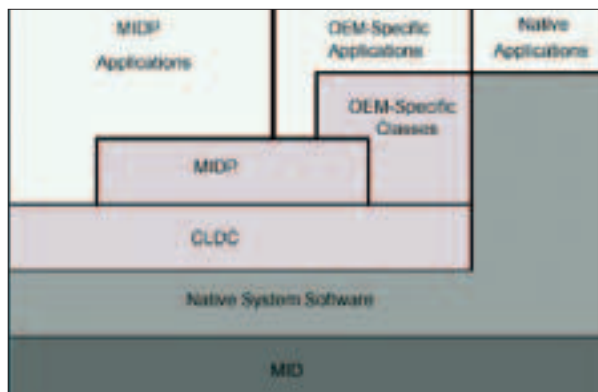 MIDP
Applications
OEM-Specific
Applications
Native
Applications
OEM-Specific
Classes
MIDP
CLDC
Native System Software
MID